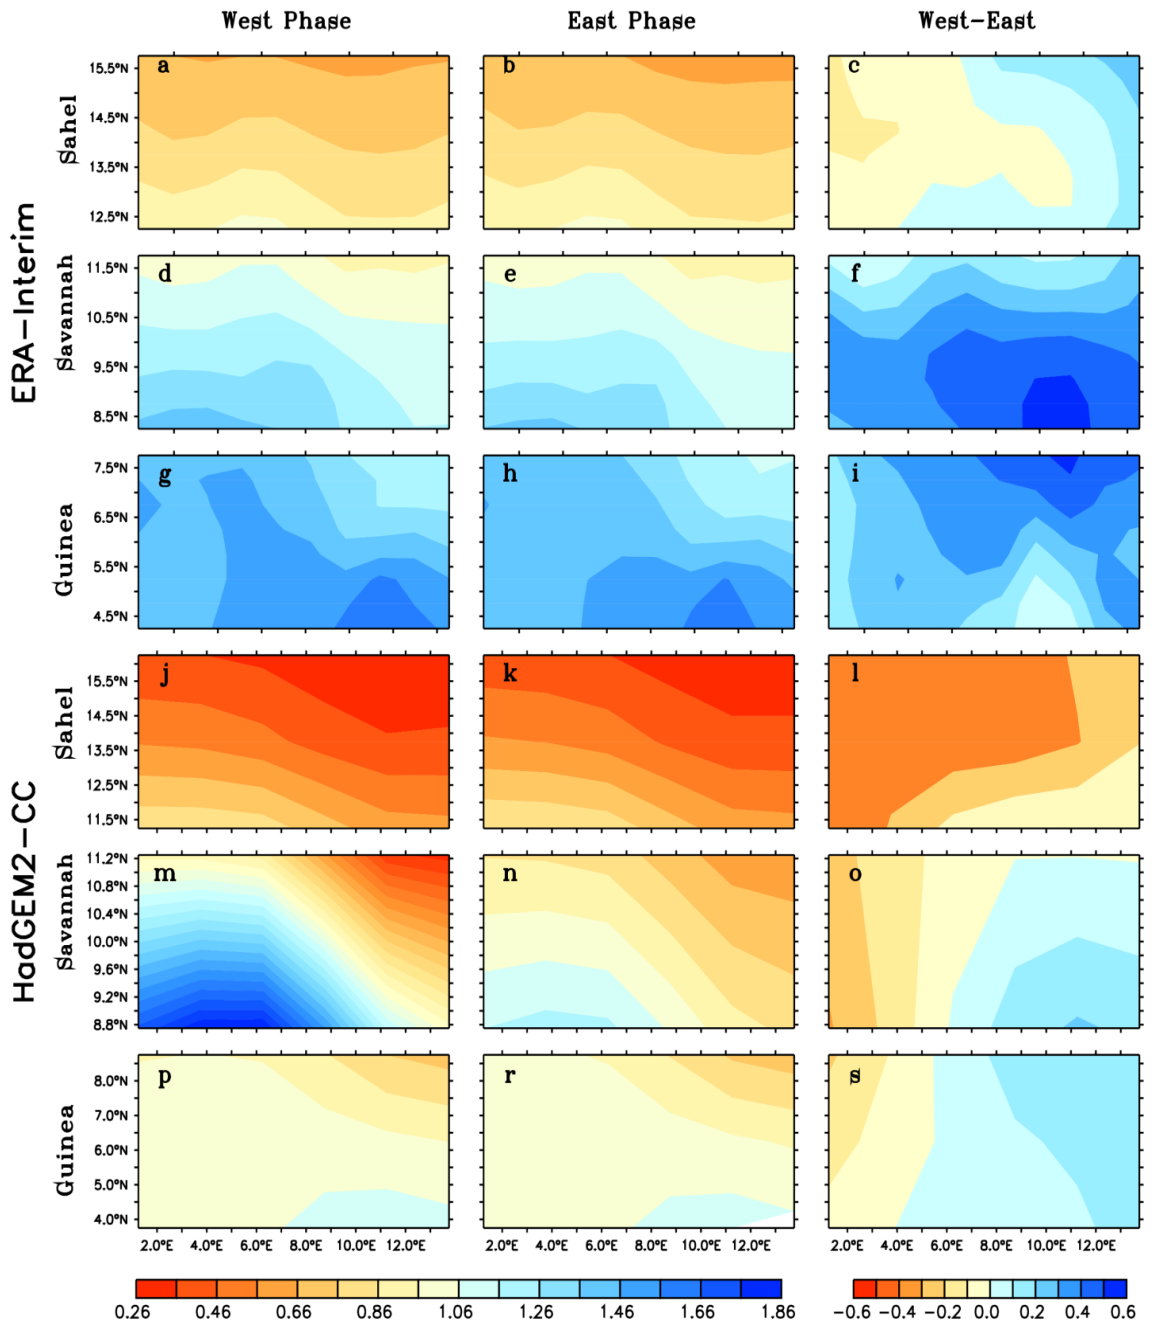 West Phase East Phase West-East
ERA-Interim
Sahel
15.5°N
14.5°N
13.5°N
12.5°N
a b c
Savannah
11.5°N
10.5°N
9.5°N
8.5°N
d e f
Guinea
7.5°N
6.5°N
5.5°N
4.5°N
g h i
HadGEM2-CC
Sahel
15.5°N
14.5°N
13.5°N
12.5°N
11.5°N
j k l
Savannah
11.2°N
10.8°N
10.4°N
10.0°N
9.6°N
9.2°N
8.8°N
m n o
Guinea
8.0°N
7.0°N
6.0°N
5.0°N
4.0°N
p r s
2.0°E 4.0°E 6.0°E 8.0°E 10.0°E 12.0°E 2.0°E 4.0°E 6.0°E 8.0°E 10.0°E 12.0°E 2.0°E 4.0°E 6.0°E 8.0°E 10.0°E 12.0°E
0.26 0.46 0.66 0.86 1.06 1.26 1.46 1.66 1.86 -0.6 -0.4 -0.2 0.0 0.2 0.4 0.6